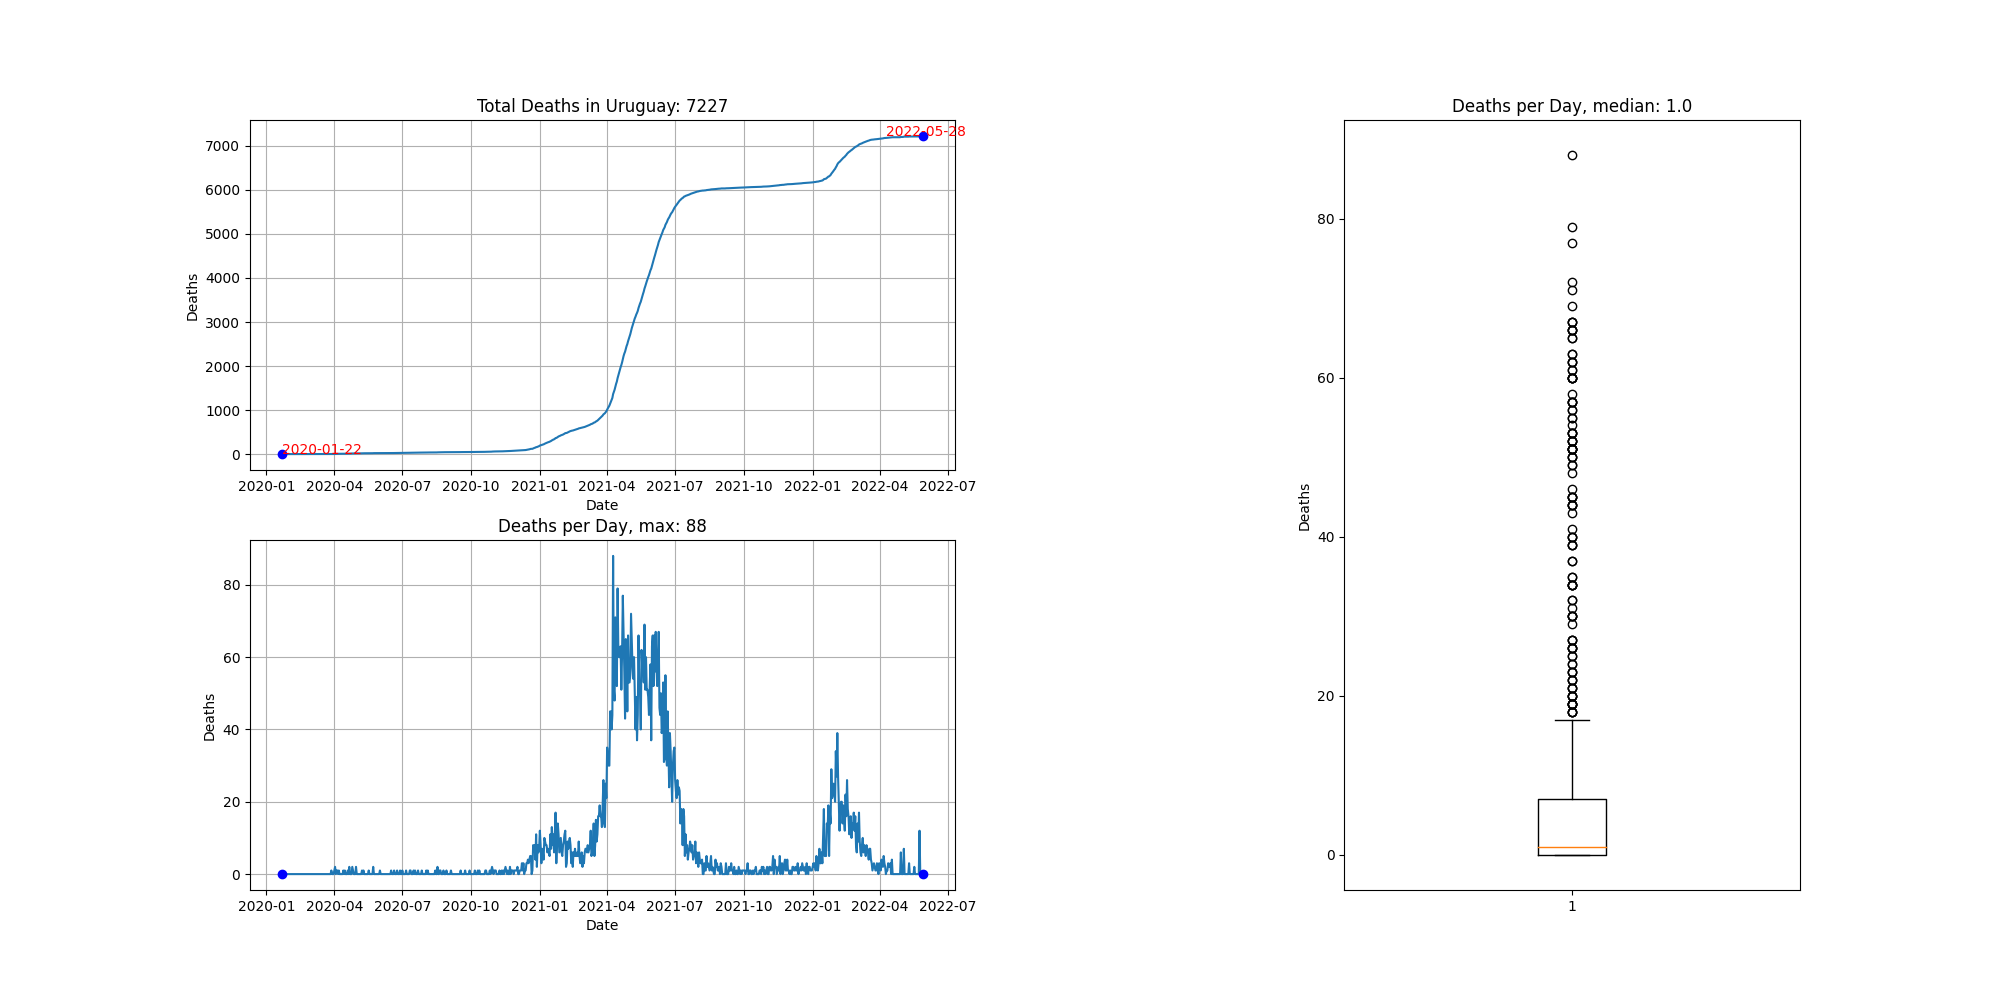 Total Deaths in Uruguay: 7227
Deaths
7000
6000
5000
4000
3000
2000
1000
0
2022-05-28
2020-01-22
2020-01 2020-04 2020-07 2020-10 2021-01 2021-04 2021-07 2021-10 2022-01 2022-04 2022-07
Date
Deaths per Day, max: 88
Deaths
80
60
40
20
0
2020-01 2020-04 2020-07 2020-10 2021-01 2021-04 2021-07 2021-10 2022-01 2022-04 2022-07
Date
Deaths per Day, median: 1.0
Deaths
80
60
40
20
0
1